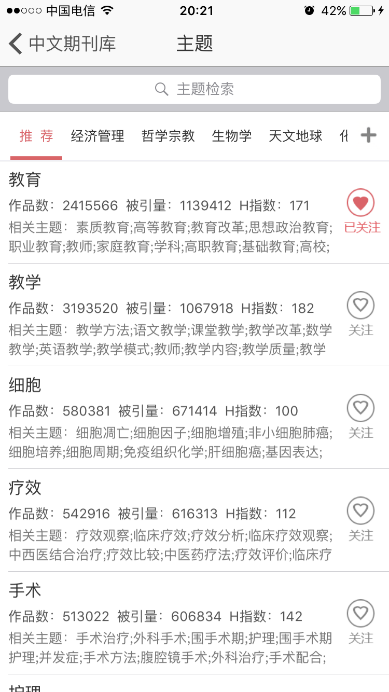 中国电信 20:21 42%
中文期刊库 主题
主题检索
推 荐 经济管理 哲学宗教 生物学 天文地球
教育
作品数：2415566 被引量：1139412 H指数：171
相关主题：素质教育;高等教育;教育改革;思想政治教育;
职业教育;教师;家庭教育;学科;高职教育;基础教育;高校;
已关注
教学
作品数：3193520 被引量：1067918 H指数：182
相关主题：教学方法;语文教学;课堂教学;教学改革;数学
教学;英语教学;教学模式;教师;教学内容;教学质量;教学
关注
细胞
作品数：580381 被引量：671414 H指数：100
相关主题：细胞凋亡;细胞因子;细胞增殖;非小细胞肺癌;
细胞培养;细胞周期;免疫组织化学;肝细胞癌;基因表达;
关注
疗效
作品数：542916 被引量：616313 H指数：112
相关主题：疗效观察;临床疗效;疗效分析;临床疗效观察;
中西医结合治疗;疗效比较;中医药疗法;疗效评价;临床疗
关注
手术
作品数：513022 被引量：606834 H指数：142
相关主题：手术治疗;外科手术;围手术期;护理;围手术期
护理;并发症;手术方法;腹腔镜手术;外科治疗;手术配合;
关注
护理